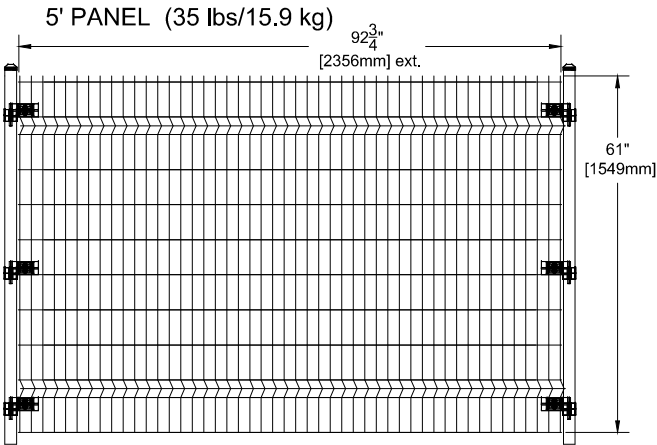 5' PANEL (35 lbs/15.9 kg)
92 3/4"
[2356mm] ext.
61"
[1549mm]